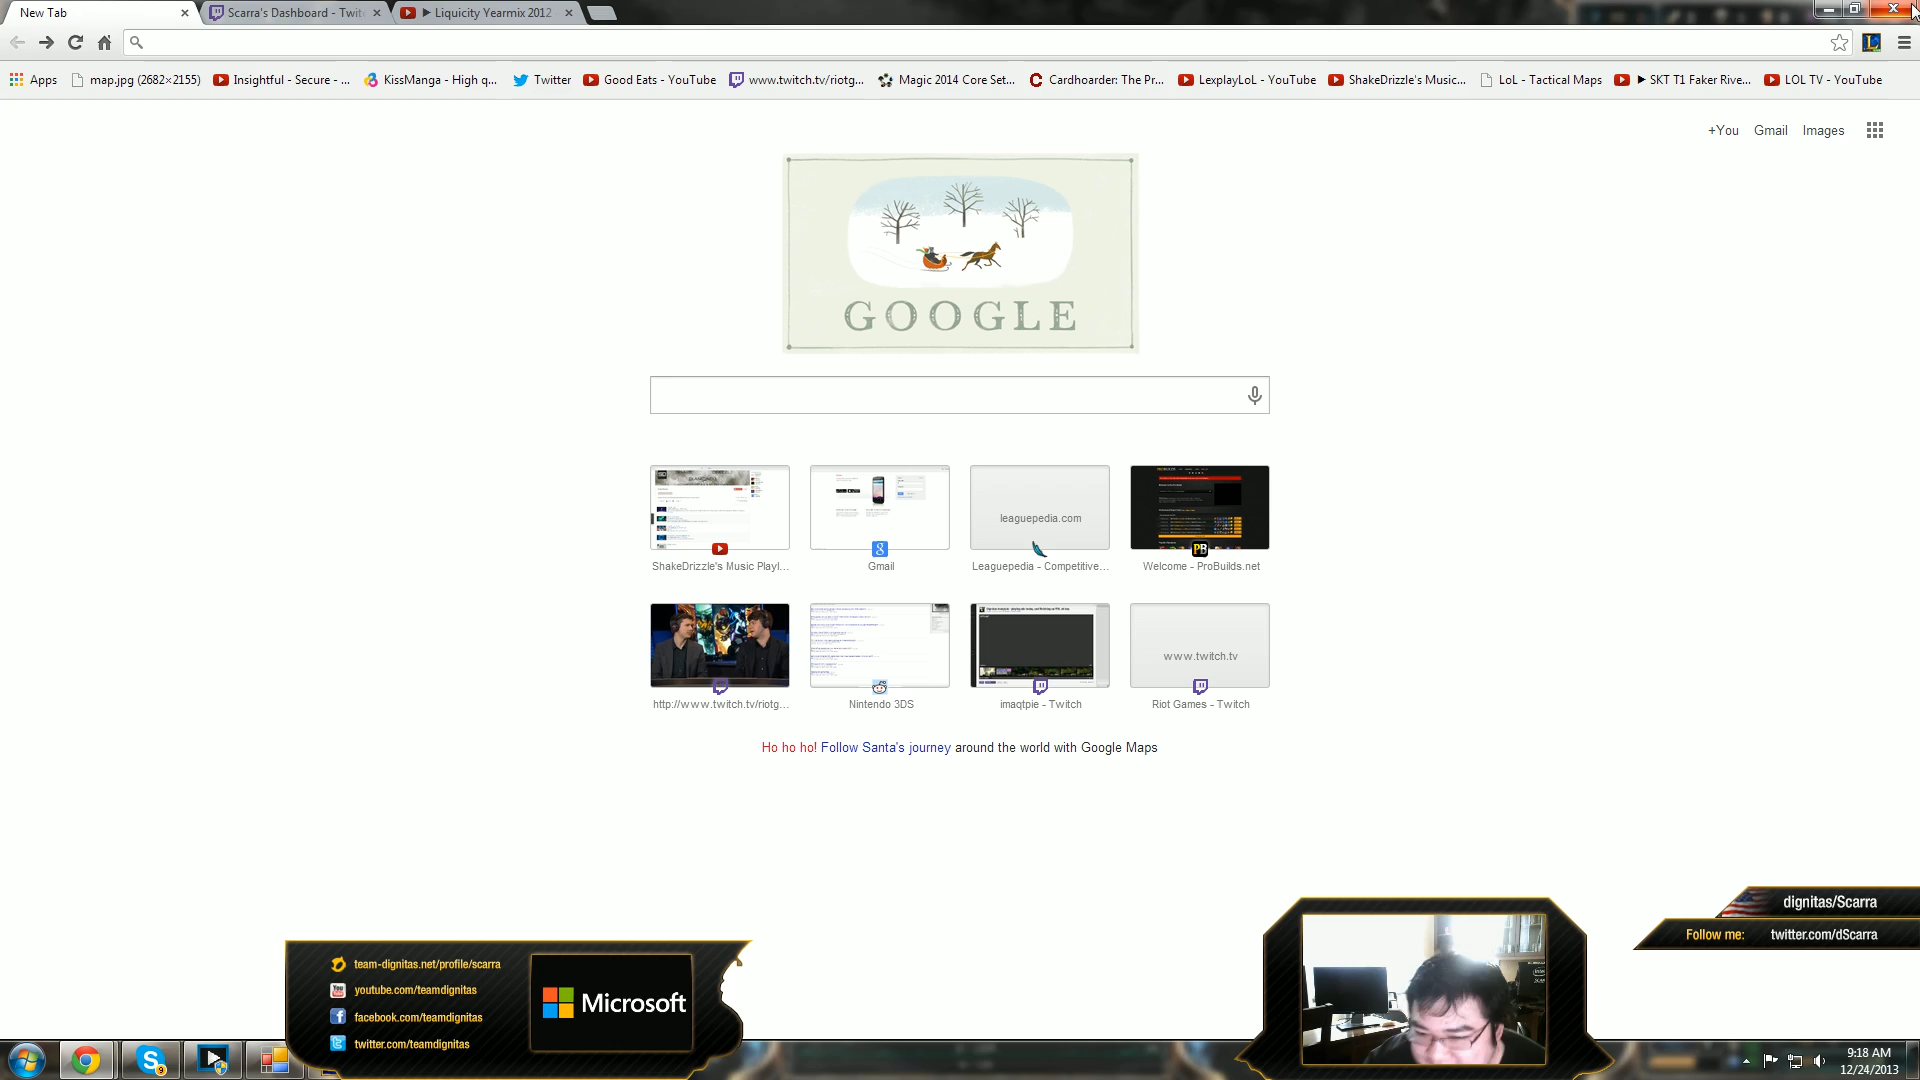 New Tab
Scarra's Dashboard - Twitc
▶ Liquicity Yearmix 2012
Apps
map.jpg (2682×2155)
Insightful - Secure - ...
KissManga - High q...
Twitter
Good Eats - YouTube
www.twitch.tv/riotg...
Magic 2014 Core Set...
Cardhoarder: The Pr...
LexplayLoL - YouTube
ShakeDrizzle's Music...
LoL - Tactical Maps
▶ SKT T1 Faker Rive...
LOL TV - YouTube
+You
Gmail
Images
GOOGLE
leaguepedia.com
ShakeDrizzle's Music Playl...
Gmail
Leaguepedia - Competitive...
Welcome - ProBuilds.net
www.twitch.tv
http://www.twitch.tv/riotg...
Nintendo 3DS
imaqtpie - Twitch
Riot Games - Twitch
Ho ho ho! Follow Santa's journey around the world with Google Maps
dignitas/Scarra
Follow me: twitter.com/dScarra
team-dignitas.net/profile/scarra
youtube.com/teamdignitas
facebook.com/teamdignitas
twitter.com/teamdignitas
Microsoft
9:18 AM
12/24/2013